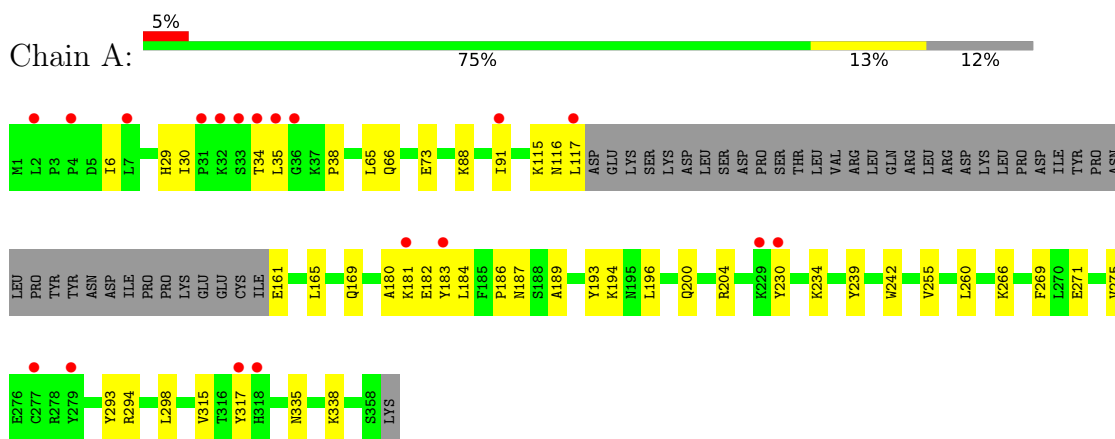 5%
Chain A:
75% 13% 12%
M1 L2 P3 P4 D5 I6 L7 H29 I30 P31 K32 S33 T34 L35 G36 K37 P38 L65 Q66 E73 K88 I91 K115 N116 L117 ASP GLU LYS SER LYS ASP LEU SER ASP PRO SER THR LEU VAL ARG LEU GLN ARG LEU ARG ASP LYS LEU PRO ASP ILE TYR PRO ASN
LEU PRO TYR TYR ASN ASP ILE PRO PRO LYS GLU GLU CYS ILE E161 L165 Q169 A180 K181 E182 Y183 L184 F185 P186 N187 S188 A189 Y193 K194 N195 L196 Q200 R204 K229 Y230 K234 Y239 W242 V255 L260 K266 F269 L270 E271 V275
E276 C277 R278 Y279 Y293 R294 L298 V315 T316 Y317 H318 N335 K338 S358 LYS